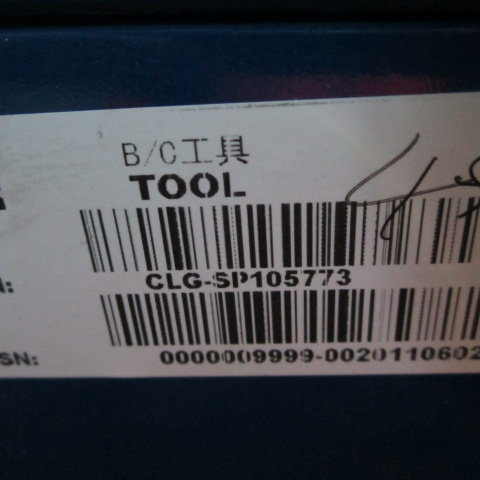 B/C工具
TOOL
N: CLG-SP105773
SN: 0000009999-0020110602